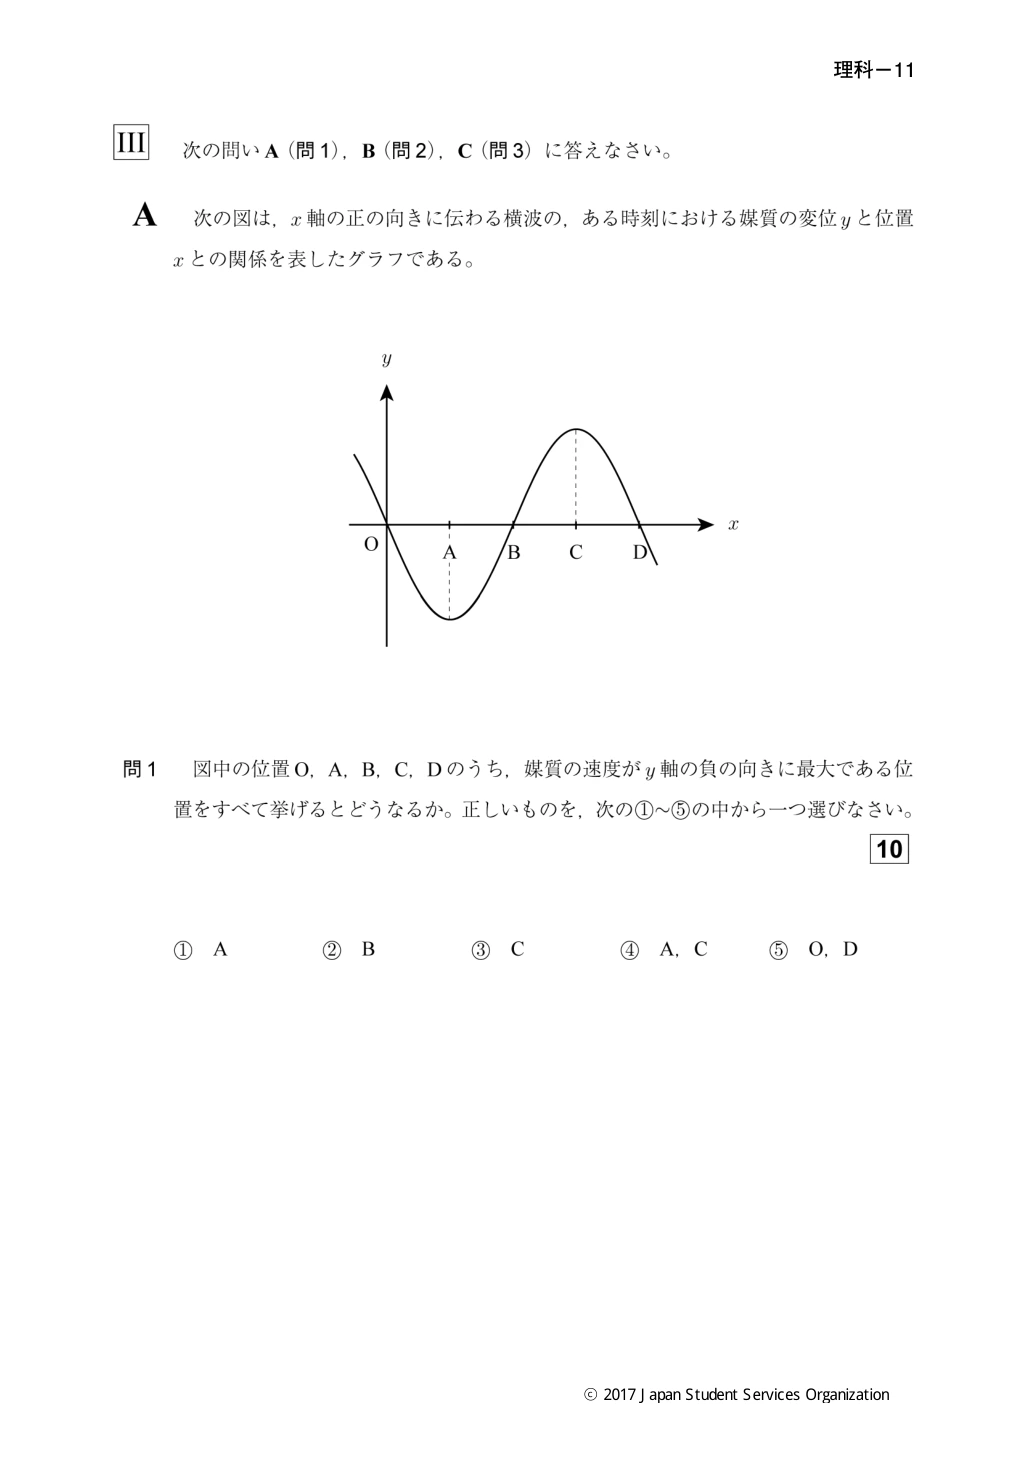 理科－11
III 次の問い A（問1），B（問2），C（問3）に答えなさい。
A 次の図は，x 軸の正の向きに伝わる横波の，ある時刻における媒質の変位 y と位置
x との関係を表したグラフである。
y
x
O
A
B
C
D
問1 図中の位置 O，A，B，C，D のうち，媒質の速度が y 軸の負の向きに最大である位
置をすべて挙げるとどうなるか。正しいものを，次の①～⑤の中から一つ選びなさい。
10
① A ② B ③ C ④ A，C ⑤ O，D
© 2017 Japan Student Services Organization